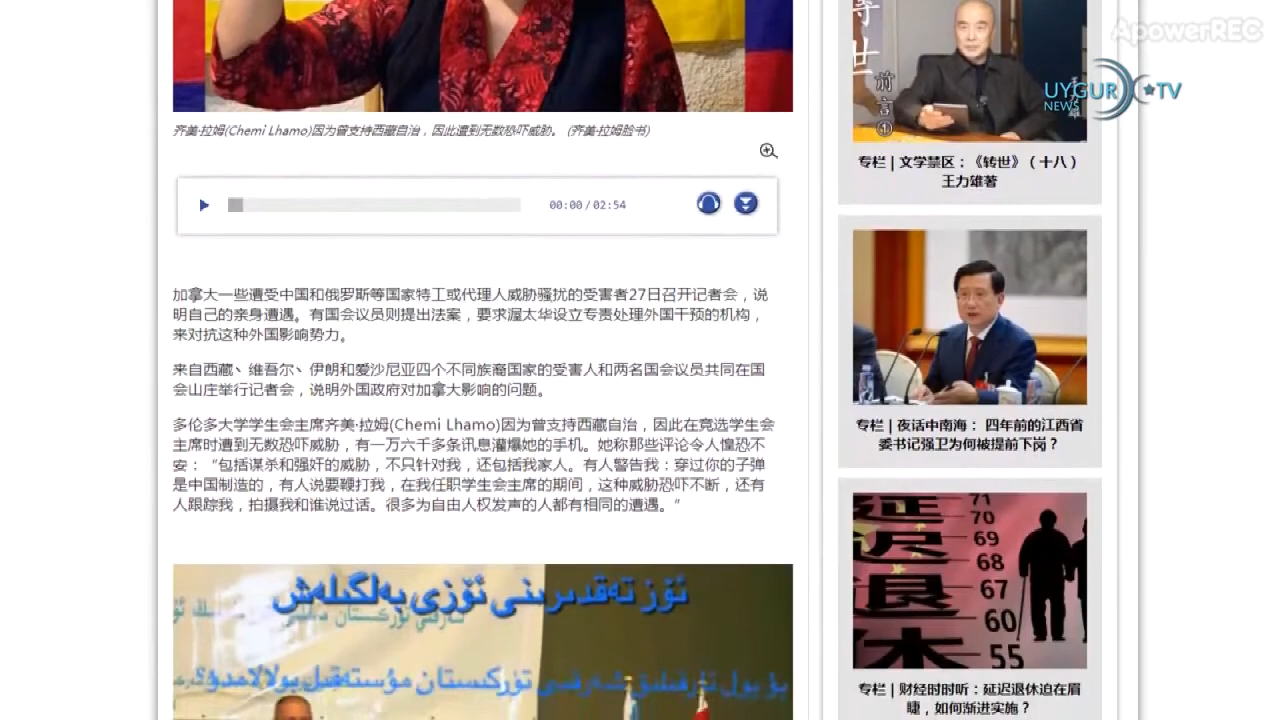 ApowerREC
UYGUR TV
NEWS
齐美·拉姆(Chemi Lhamo)因为曾支持西藏自治，因此遭到无数恐吓威胁。 (齐美·拉姆脸书)
00:00/02:54
加拿大一些遭受中国和俄罗斯等国家特工或代理人威胁骚扰的受害者27日召开记者会，说
明自己的亲身遭遇。有国会议员则提出法案，要求渥太华设立专责处理外国干预的机构，
来对抗这种外国影响势力。
来自西藏、维吾尔、伊朗和爱沙尼亚四个不同族裔国家的受害人和两名国会议员共同在国
会山庄举行记者会，说明外国政府对加拿大影响的问题。
多伦多大学学生会主席齐美·拉姆(Chemi Lhamo)因为曾支持西藏自治，因此在竞选学生会
主席时遭到无数恐吓威胁，有一万六千多条讯息灌爆她的手机。她称那些评论令人惶恐不
安：“包括谋杀和强奸的威胁，不只针对我，还包括我家人。有人警告我：穿过你的子弹
是中国制造的，有人说要鞭打我，在我任职学生会主席的期间，这种威胁恐吓不断，还有
人跟踪我，拍摄我和谁说过话。很多为自由人权发声的人都有相同的遭遇。”
ئۆز تەقدىرىنى ئۆزى بەلگىلەش
شەرقىي تۈركىستان مۇستەقىل بولالامدۇ؟
世
前言①
专栏 | 文学禁区：《转世》（十八）
王力雄著
专栏 | 夜话中南海： 四年前的江西省
委书记强卫为何被提前下岗？
延迟退休
71
70
69
68
67
60
55
专栏 | 财经时时听：延迟退休迫在眉
睫，如何渐进实施？